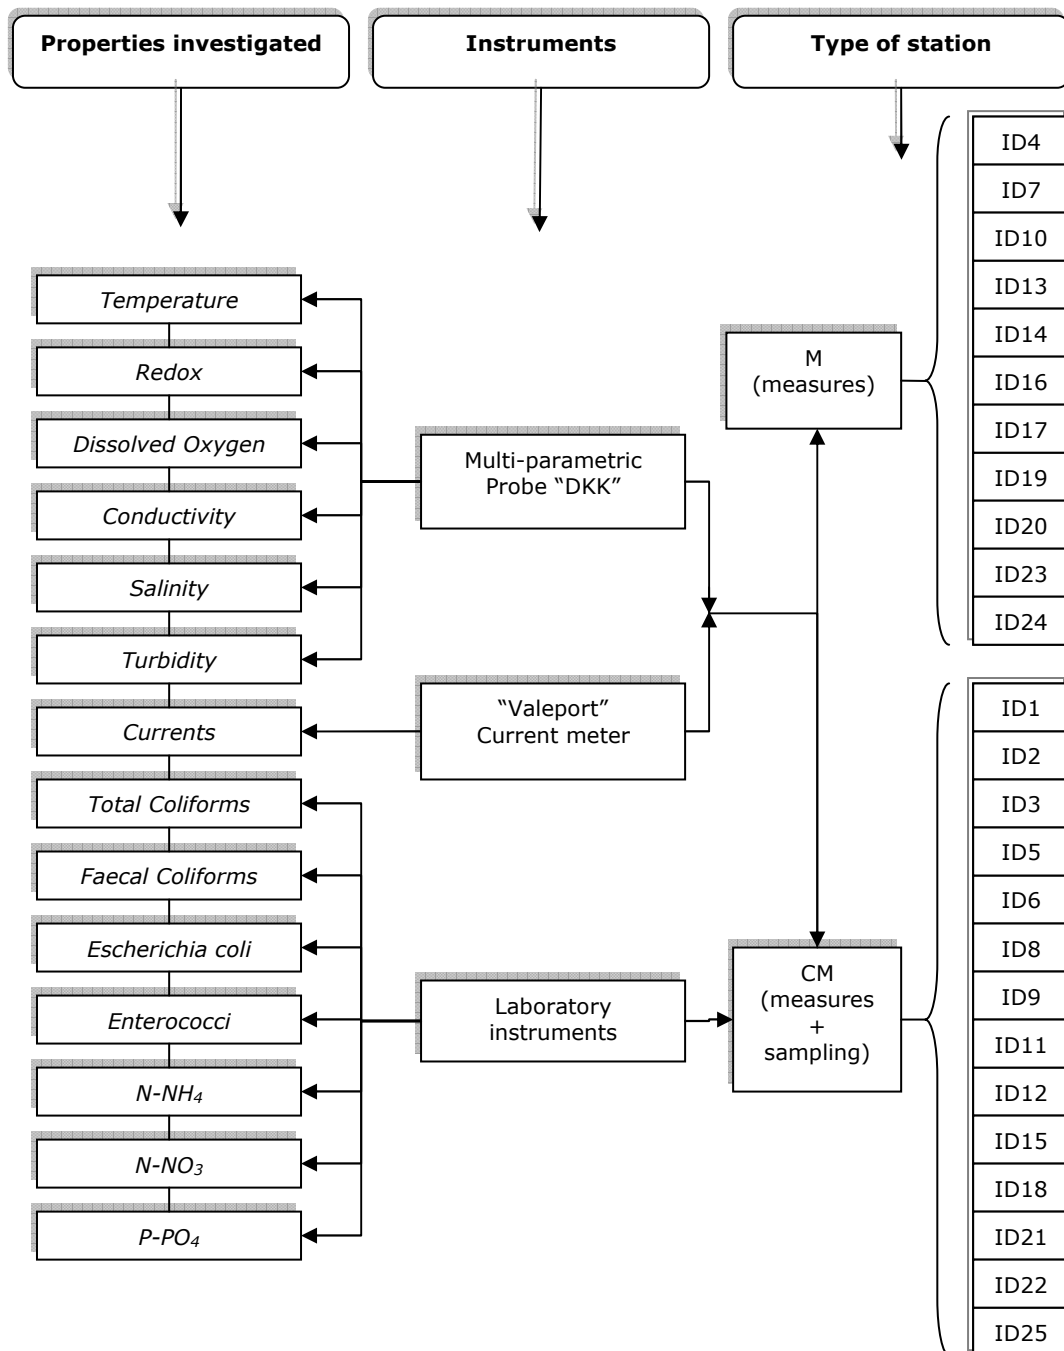 Properties investigated
Instruments
Type of station
Temperature
Redox
Dissolved Oxygen
Conductivity
Salinity
Turbidity
Currents
Total Coliforms
Faecal Coliforms
Escherichia coli
Enterococci
N-NH₄
N-NO₃
P-PO₄
Multi-parametric
Probe “DKK”
“Valeport”
Current meter
Laboratory
instruments
M
(measures)
CM
(measures
+
sampling)
ID4
ID7
ID10
ID13
ID14
ID16
ID17
ID19
ID20
ID23
ID24
ID1
ID2
ID3
ID5
ID6
ID8
ID9
ID11
ID12
ID15
ID18
ID21
ID22
ID25